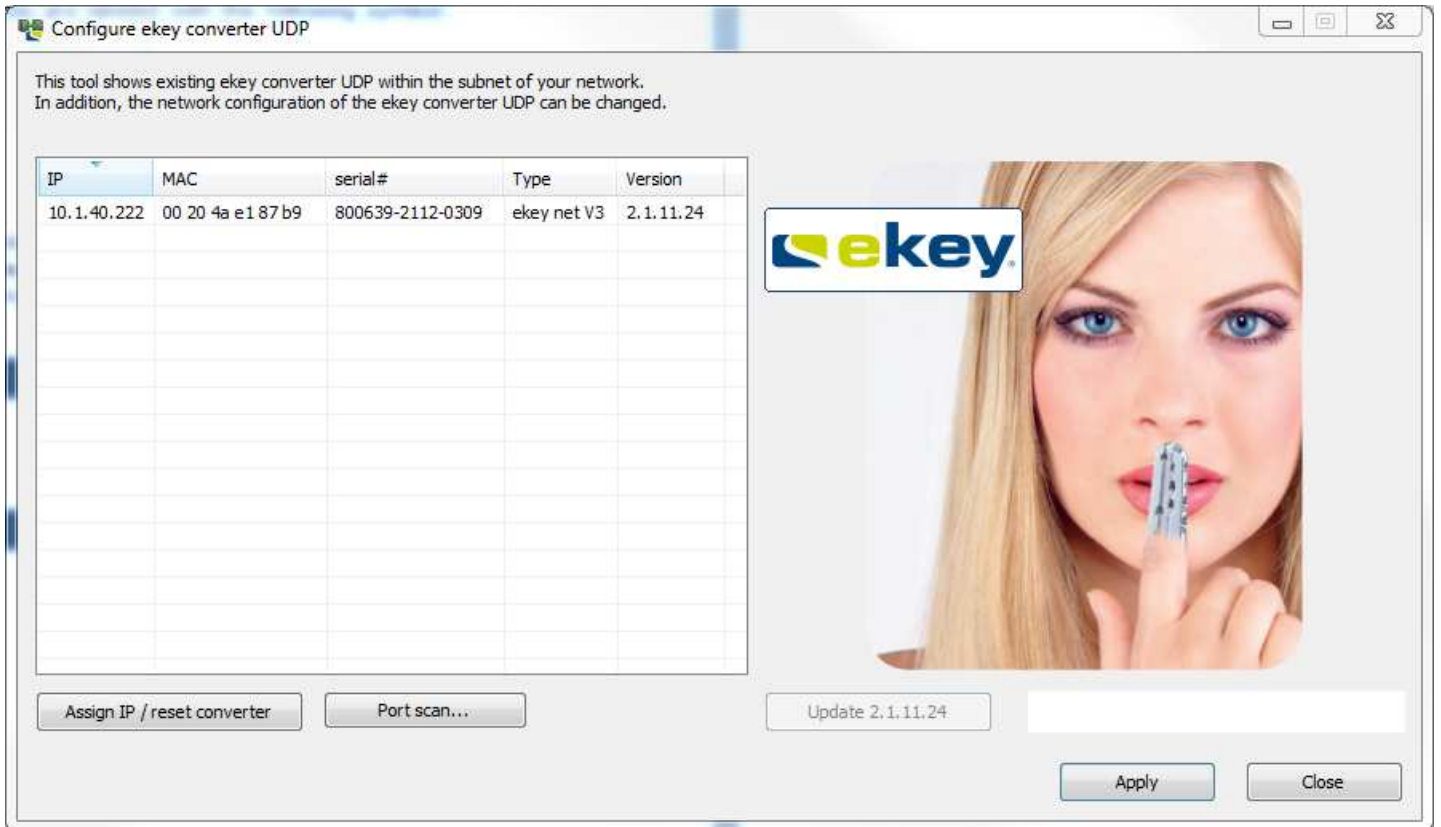 Configure ekey converter UDP
This tool shows existing ekey converter UDP within the subnet of your network.
In addition, the network configuration of the ekey converter UDP can be changed.
IP MAC serial# Type Version
10.1.40.222 00 20 4a e1 87 b9 800639-2112-0309 ekey net V3 2.1.11.24
ekey
Assign IP / reset converter Port scan... Update 2.1.11.24
Apply Close